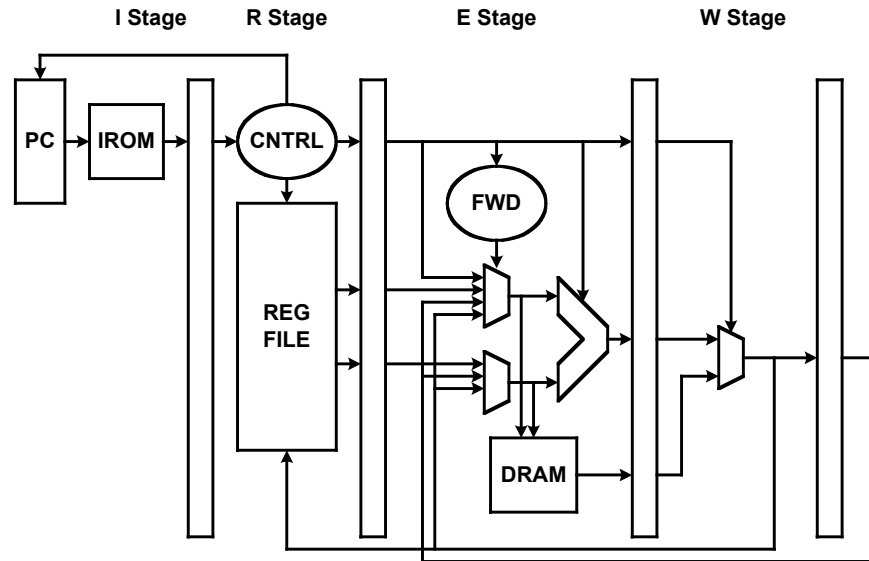 I Stage R Stage E Stage W Stage
PC IROM CNTRL
FWD
REG
FILE
DRAM